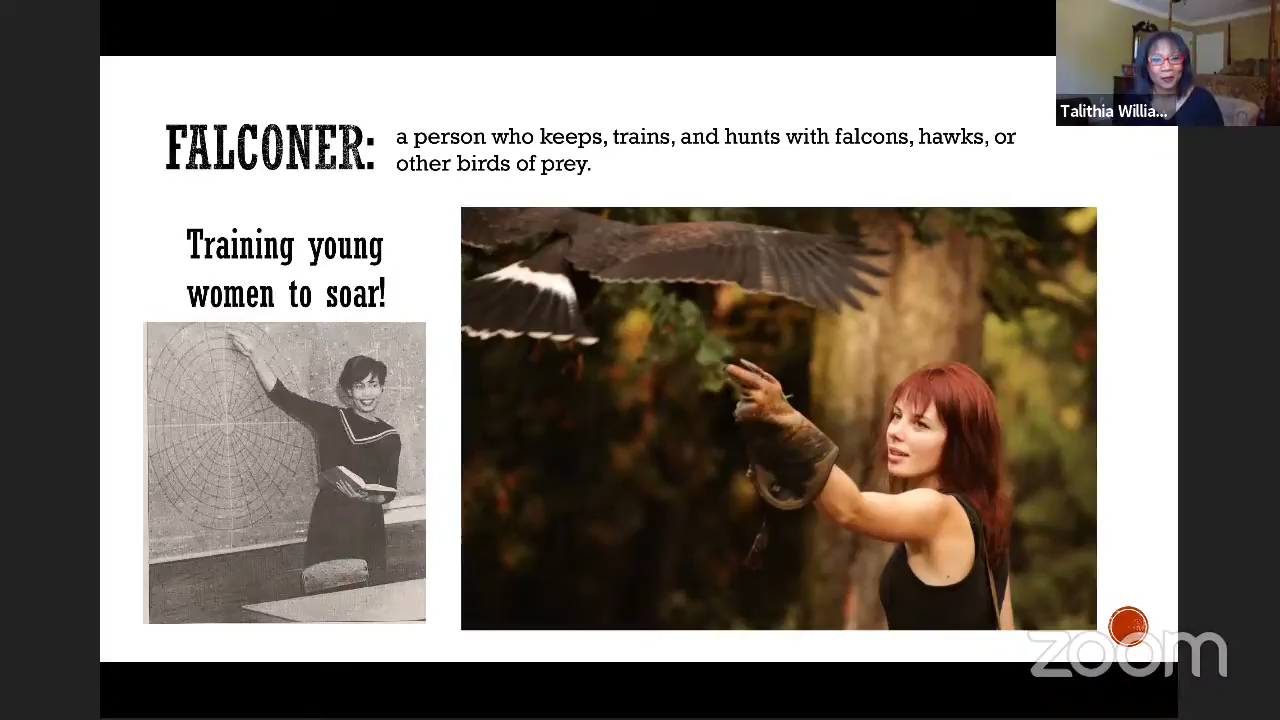 FALCONER:
a person who keeps, trains, and hunts with falcons, hawks, or
other birds of prey.
Training young
women to soar!
Talithia Willia...
zoom